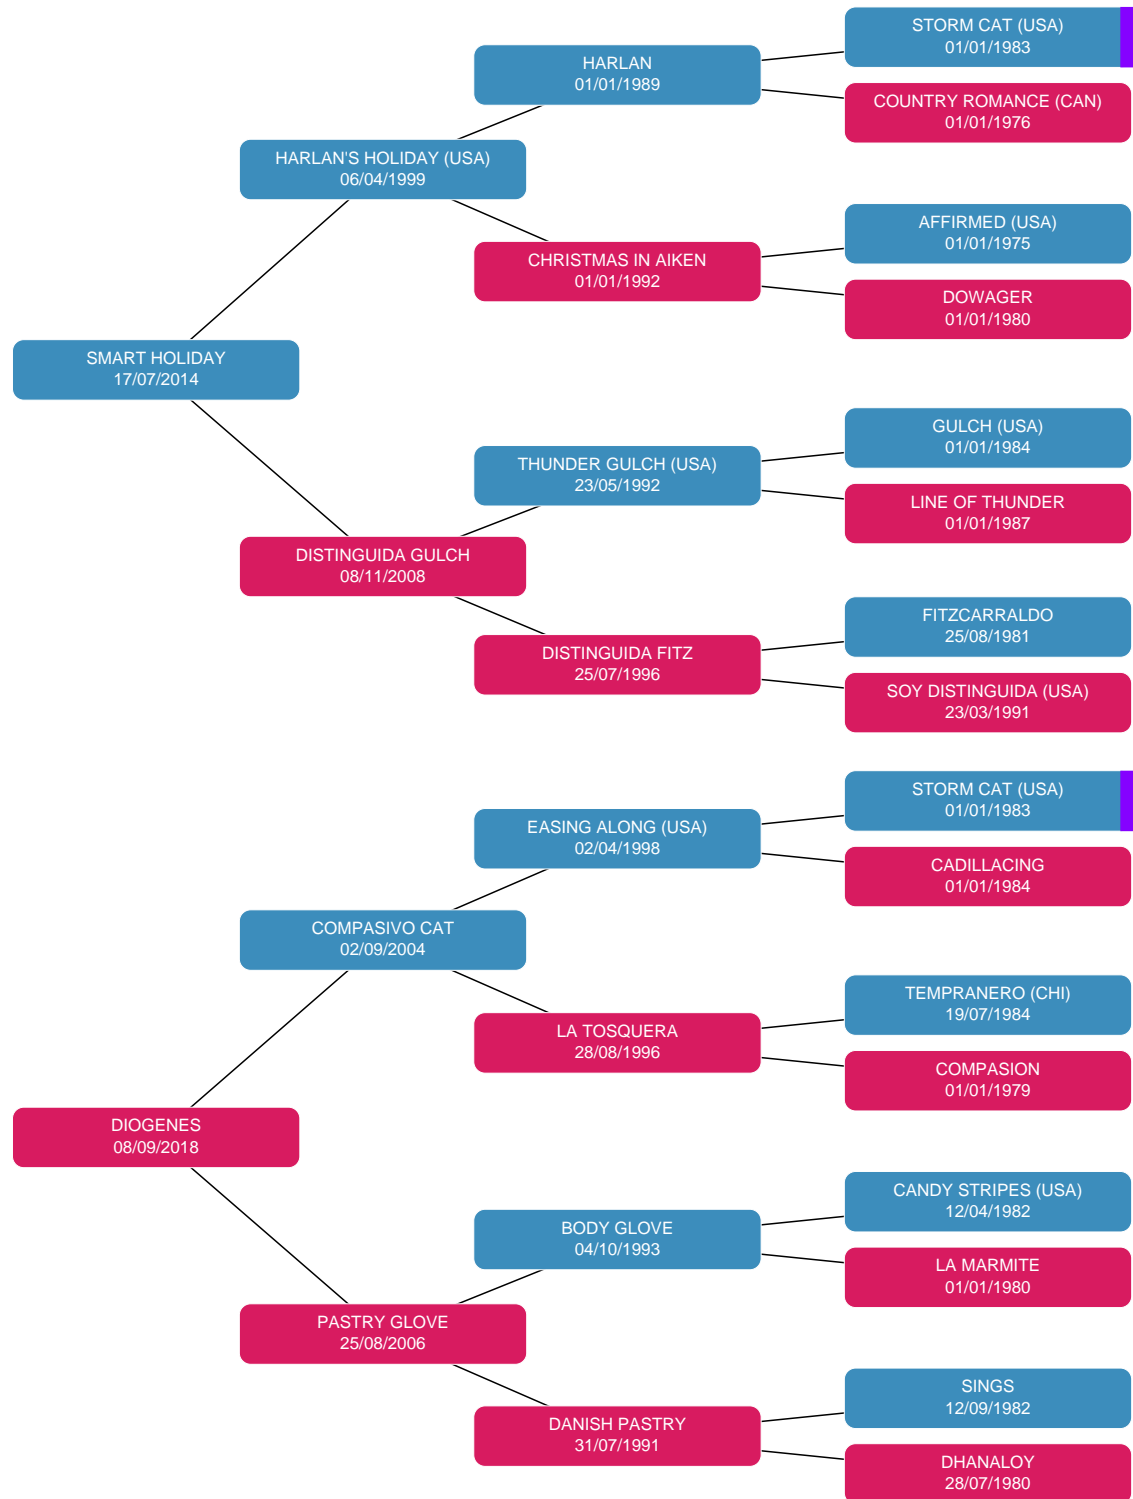 STORM CAT (USA)
01/01/1983
HARLAN
01/01/1989
COUNTRY ROMANCE (CAN)
01/01/1976
HARLAN'S HOLIDAY (USA)
06/04/1999
AFFIRMED (USA)
01/01/1975
CHRISTMAS IN AIKEN
01/01/1992
DOWAGER
01/01/1980
SMART HOLIDAY
17/07/2014
GULCH (USA)
01/01/1984
THUNDER GULCH (USA)
23/05/1992
LINE OF THUNDER
01/01/1987
DISTINGUIDA GULCH
08/11/2008
FITZCARRALDO
25/08/1981
DISTINGUIDA FITZ
25/07/1996
SOY DISTINGUIDA (USA)
23/03/1991
STORM CAT (USA)
01/01/1983
EASING ALONG (USA)
02/04/1998
CADILLACING
01/01/1984
COMPASIVO CAT
02/09/2004
TEMPRANERO (CHI)
19/07/1984
LA TOSQUERA
28/08/1996
COMPASION
01/01/1979
DIOGENES
08/09/2018
CANDY STRIPES (USA)
12/04/1982
BODY GLOVE
04/10/1993
LA MARMITE
01/01/1980
PASTRY GLOVE
25/08/2006
SINGS
12/09/1982
DANISH PASTRY
31/07/1991
DHANALOY
28/07/1980